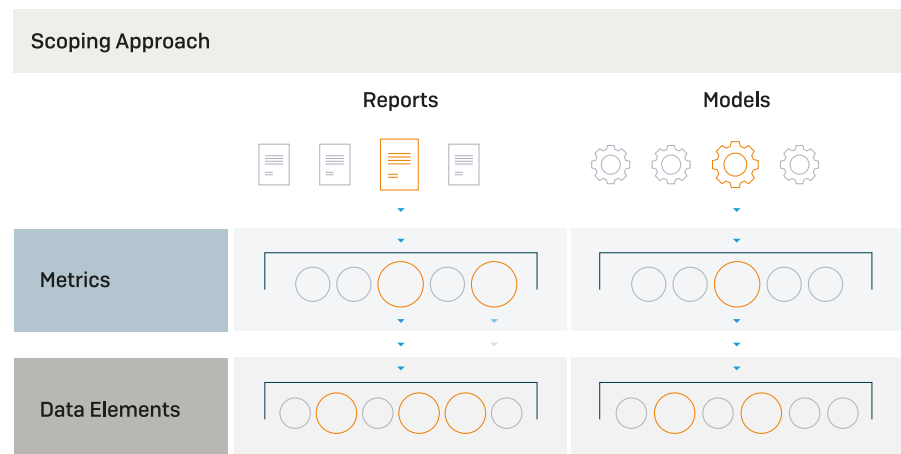 Scoping Approach
Reports
Models
Metrics
Data Elements